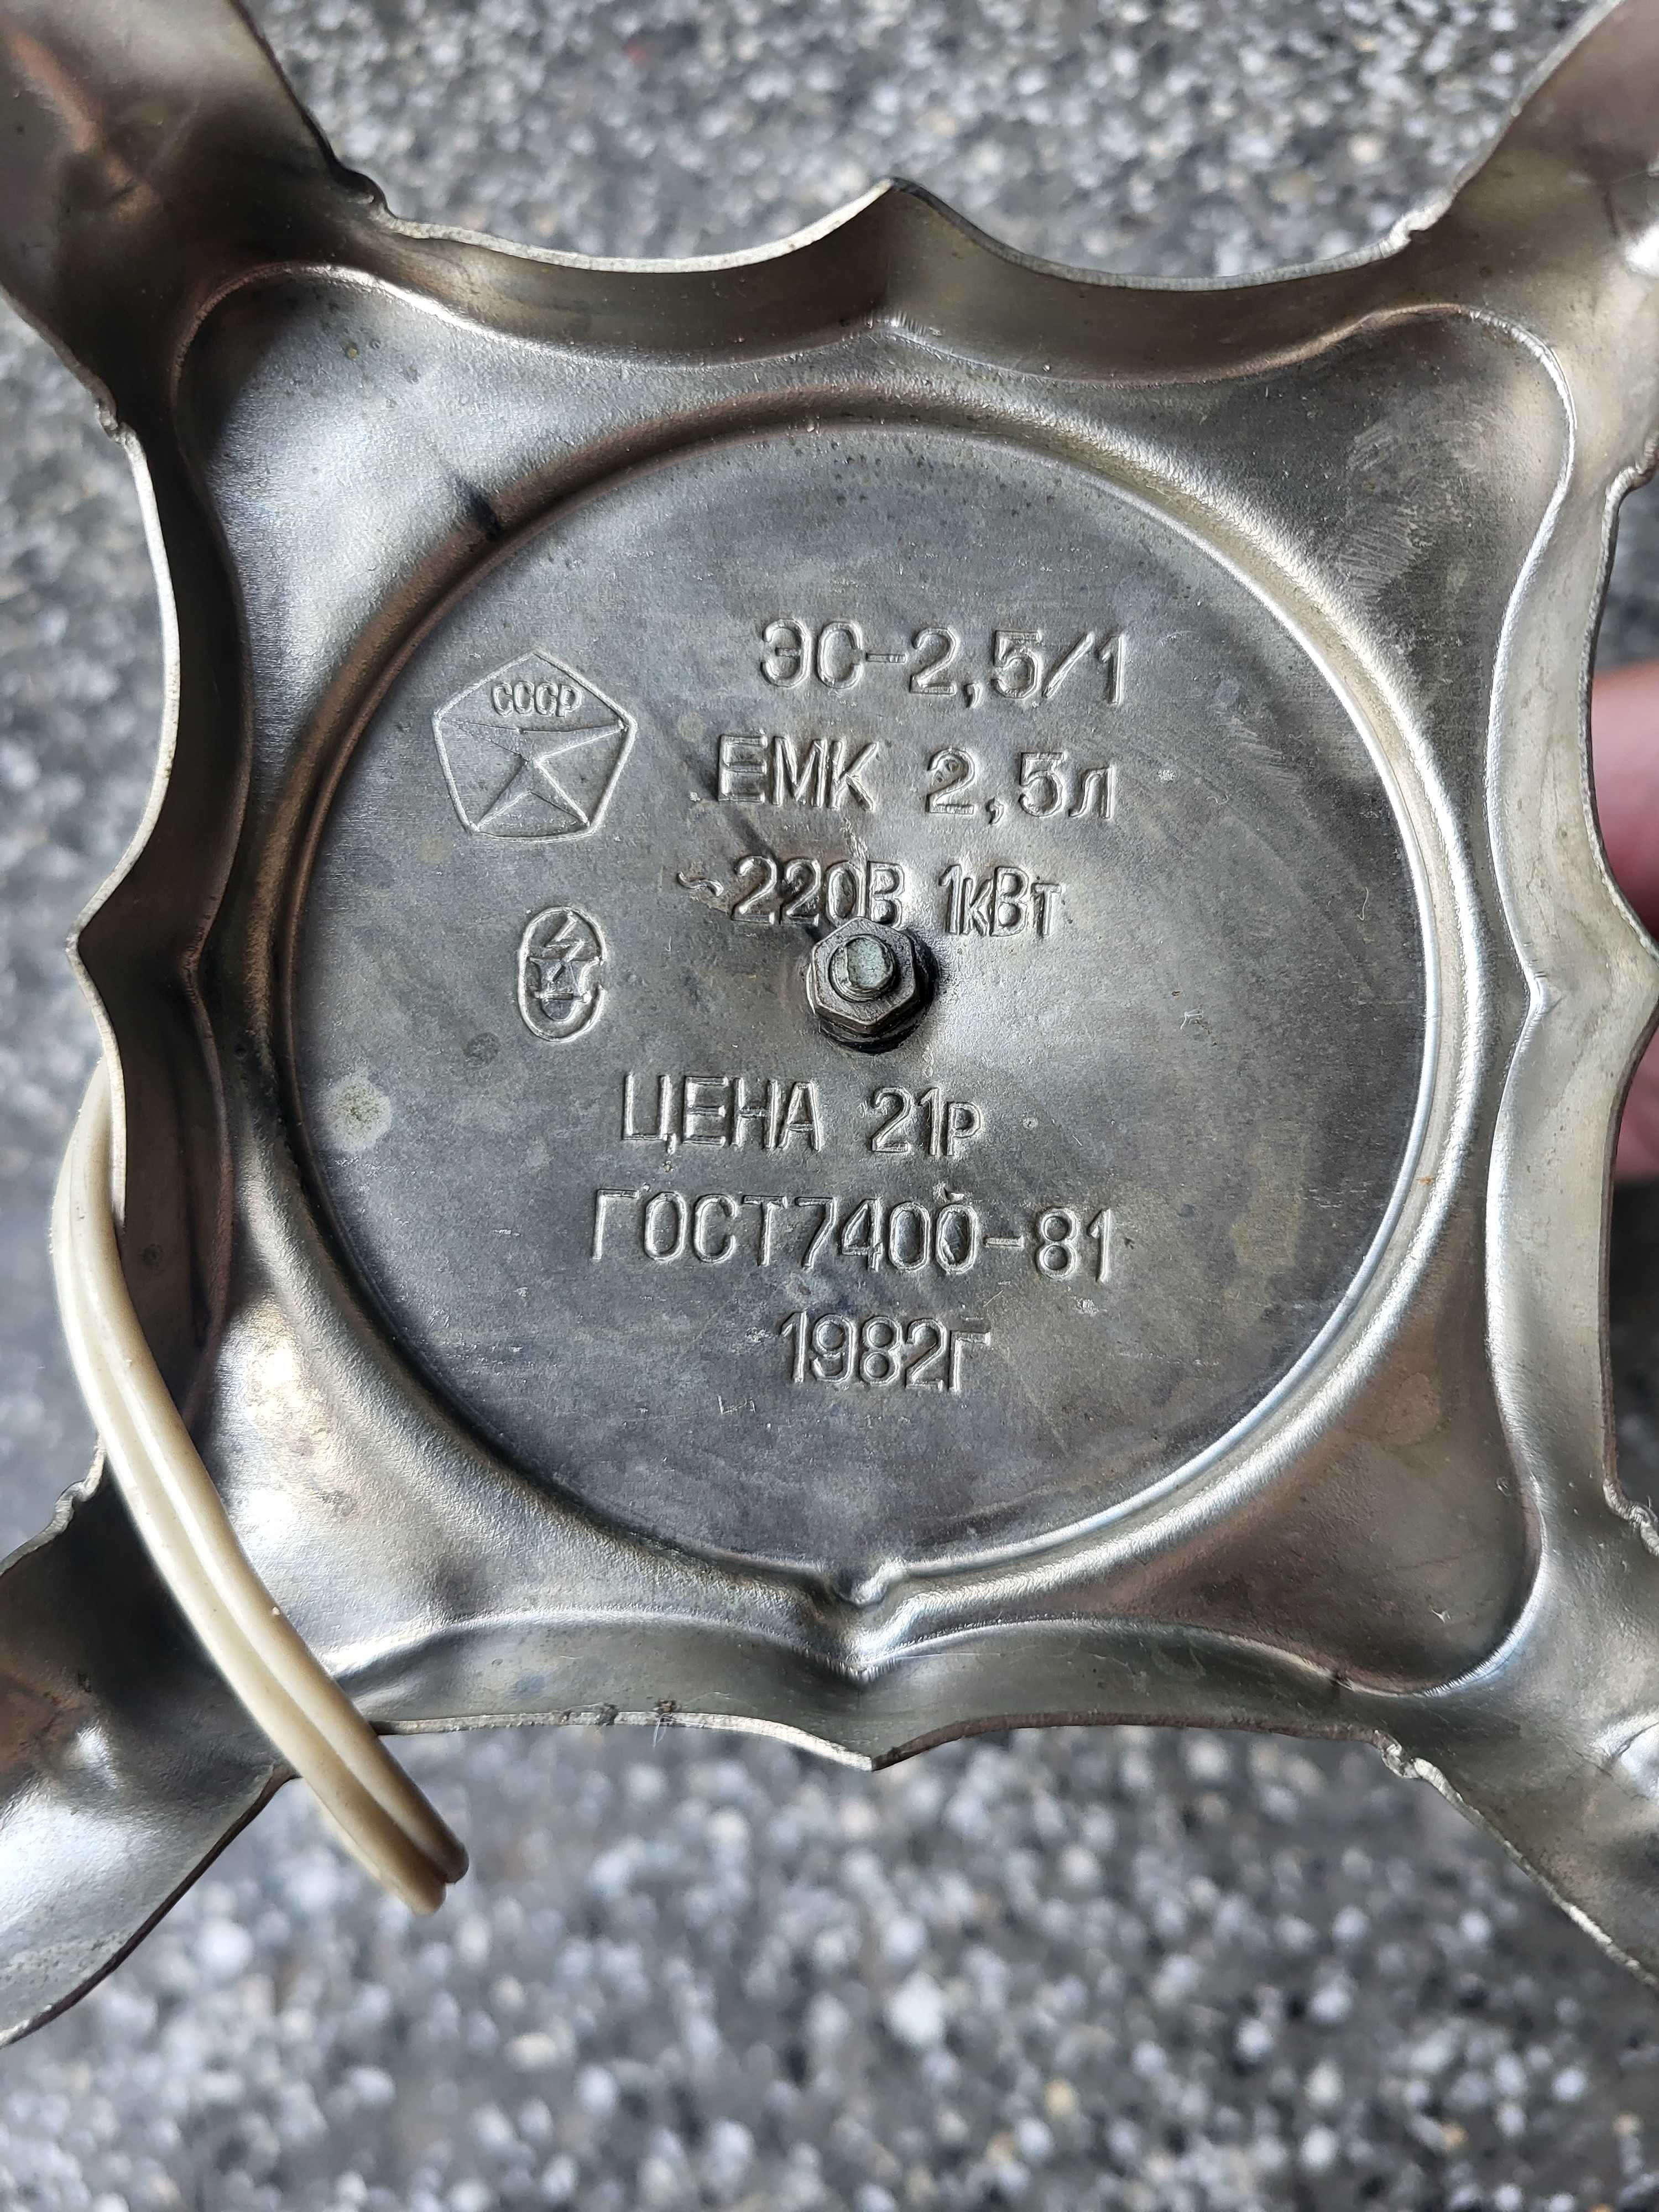 СССР
ЭС-2,5/1
ЕМК 2,5л
~220В 1кВт
ЦЕНА 21р
ГОСТ7400-81
1982Г